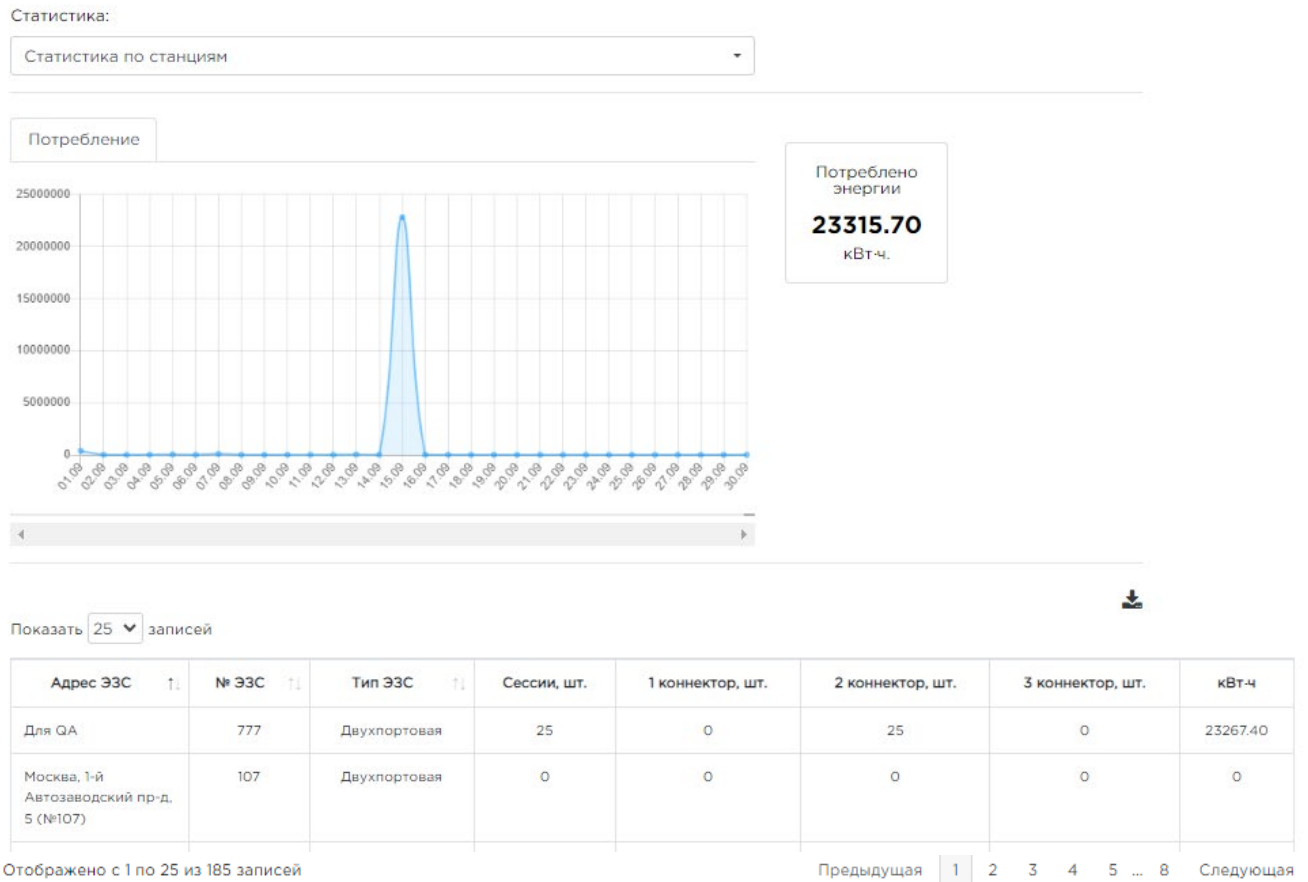 Статистика:
Статистика по станциям
Потребление
Потреблено
энергии
23315.70
кВт·ч.
25000000
20000000
15000000
10000000
5000000
0
01.09 02.09 03.09 04.09 05.09 06.09 07.09 08.09 09.09 10.09 11.09 12.09 13.09 14.09 15.09 16.09 17.09 18.09 19.09 20.09 21.09 22.09 23.09 24.09 25.09 26.09 27.09 28.09 29.09 30.09
Показать 25 записей
Адрес ЭЗС № ЭЗС Тип ЭЗС Сессии, шт. 1 коннектор, шт. 2 коннектор, шт. 3 коннектор, шт. кВт·ч
Для QA 777 Двухпортовая 25 0 25 0 23267.40
Москва, 1-й 107 Двухпортовая 0 0 0 0 0
Автозаводский пр-д,
5 (№107)
Отображено с 1 по 25 из 185 записей Предыдущая 1 2 3 4 5 ... 8 Следующая